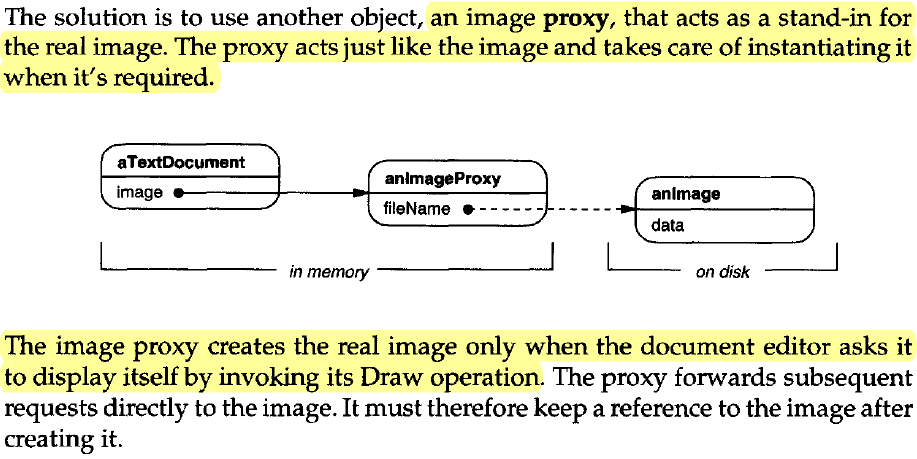 The solution is to use another object, an image proxy, that acts as a stand-in for
the real image. The proxy acts just like the image and takes care of instantiating it
when it's required.
aTextDocument
image
anImageProxy
fileName
anImage
data
in memory
on disk
The image proxy creates the real image only when the document editor asks it
to display itself by invoking its Draw operation. The proxy forwards subsequent
requests directly to the image. It must therefore keep a reference to the image after
creating it.